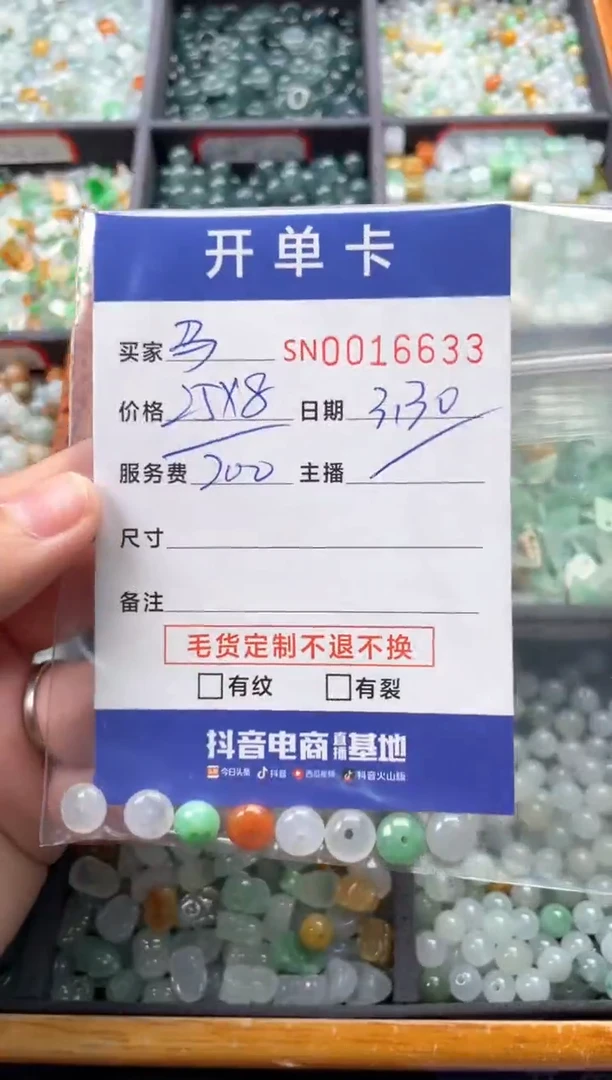 开单卡
买家 马 SN0016633
价格 25X8 日期 3.30
服务费 200 主播
尺寸
备注
毛货定制不退不换
有纹 有裂
抖音电商直播基地
今日头条 抖音 西瓜视频 抖音火山版